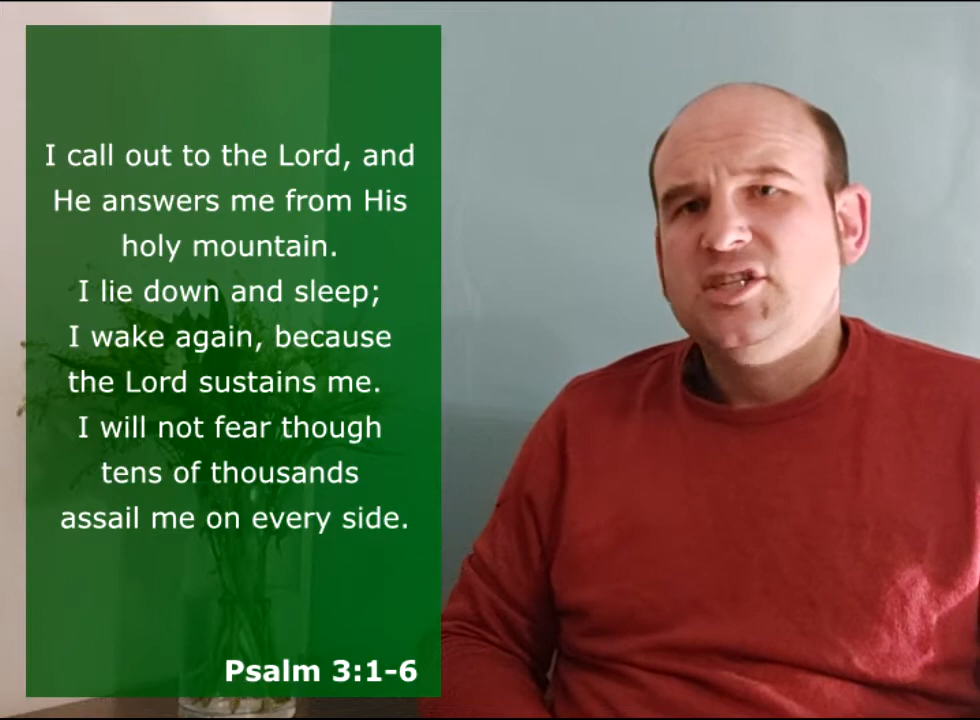 I call out to the Lord, and
He answers me from His
holy mountain.
I lie down and sleep;
I wake again, because
the Lord sustains me.
I will not fear though
tens of thousands
assail me on every side.
Psalm 3:1-6